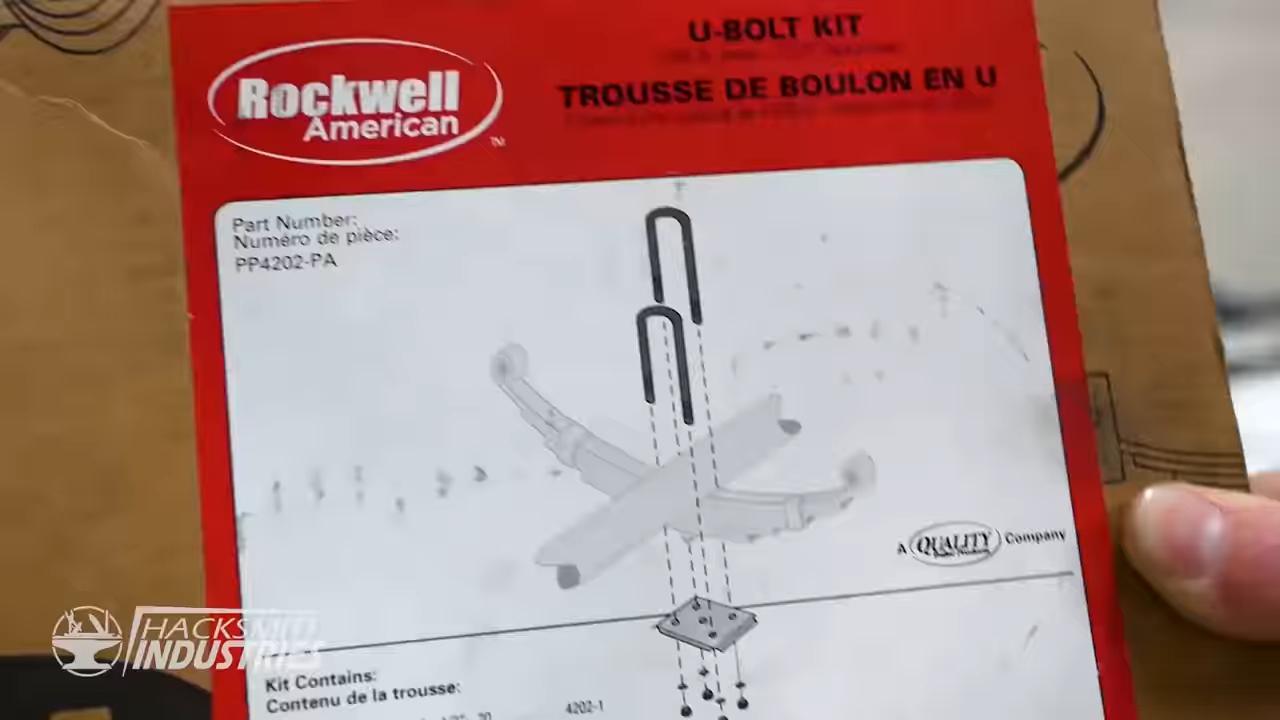 U-BOLT KIT
TROUSSE DE BOULON EN U
Rockwell
American
TM
Part Number:
Numéro de pièce:
PP4202-PA
A QUALITY Company
Kit Contains:
Contenu de la trousse:
4202-1
HACKSMITH
INDUSTRIES